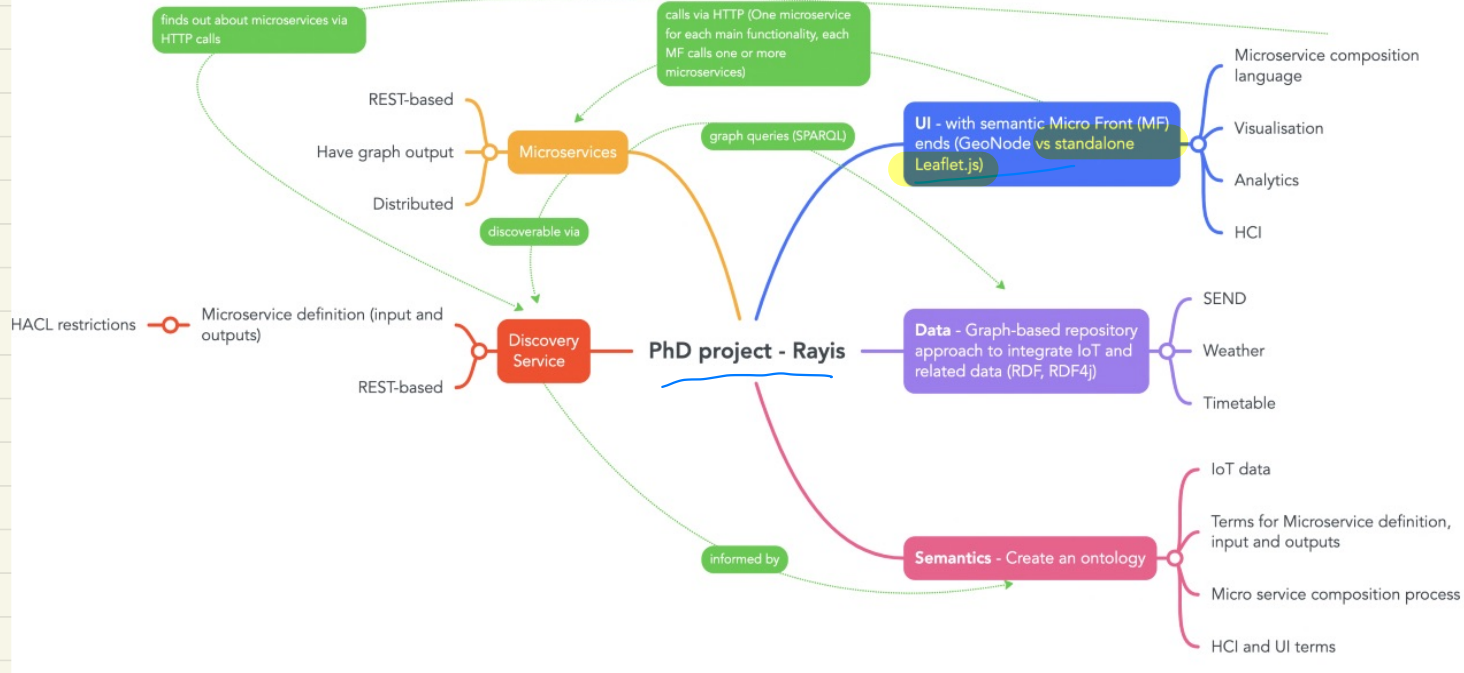 finds out about microservices via
HTTP calls
calls via HTTP (One microservice
for each main functionality, each
MF calls one or more
microservices)
REST-based
Have graph output
Distributed
Microservices
graph queries (SPARQL)
discoverable via
UI - with semantic Micro Front (MF)
ends (GeoNode vs standalone
Leaflet.js)
Microservice composition
language
Visualisation
Analytics
HCI
HACL restrictions
Microservice definition (input and
outputs)
REST-based
Discovery
Service
PhD project - Rayis
Data - Graph-based repository
approach to integrate IoT and
related data (RDF, RDF4j)
SEND
Weather
Timetable
informed by
Semantics - Create an ontology
IoT data
Terms for Microservice definition,
input and outputs
Micro service composition process
HCI and UI terms